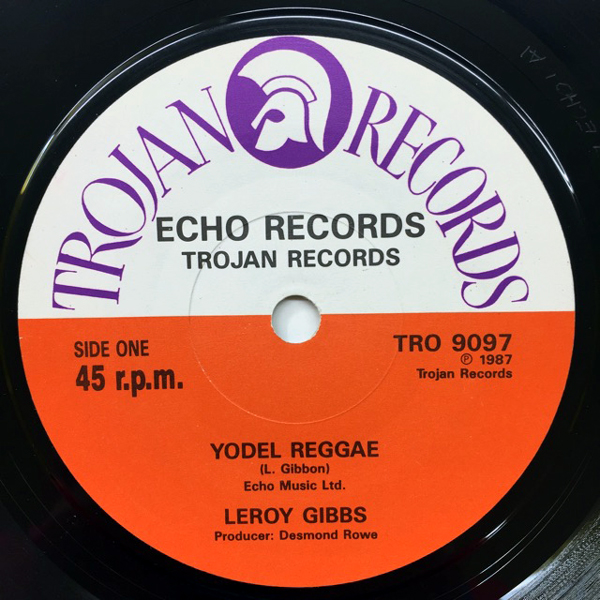 TROJAN RECORDS
ECHO RECORDS
TROJAN RECORDS
SIDE ONE
45 r.p.m.
TRO 9097
℗ 1987
Trojan Records
YODEL REGGAE
(L. Gibbon)
Echo Music Ltd.
LEROY GIBBS
Producer: Desmond Rowe